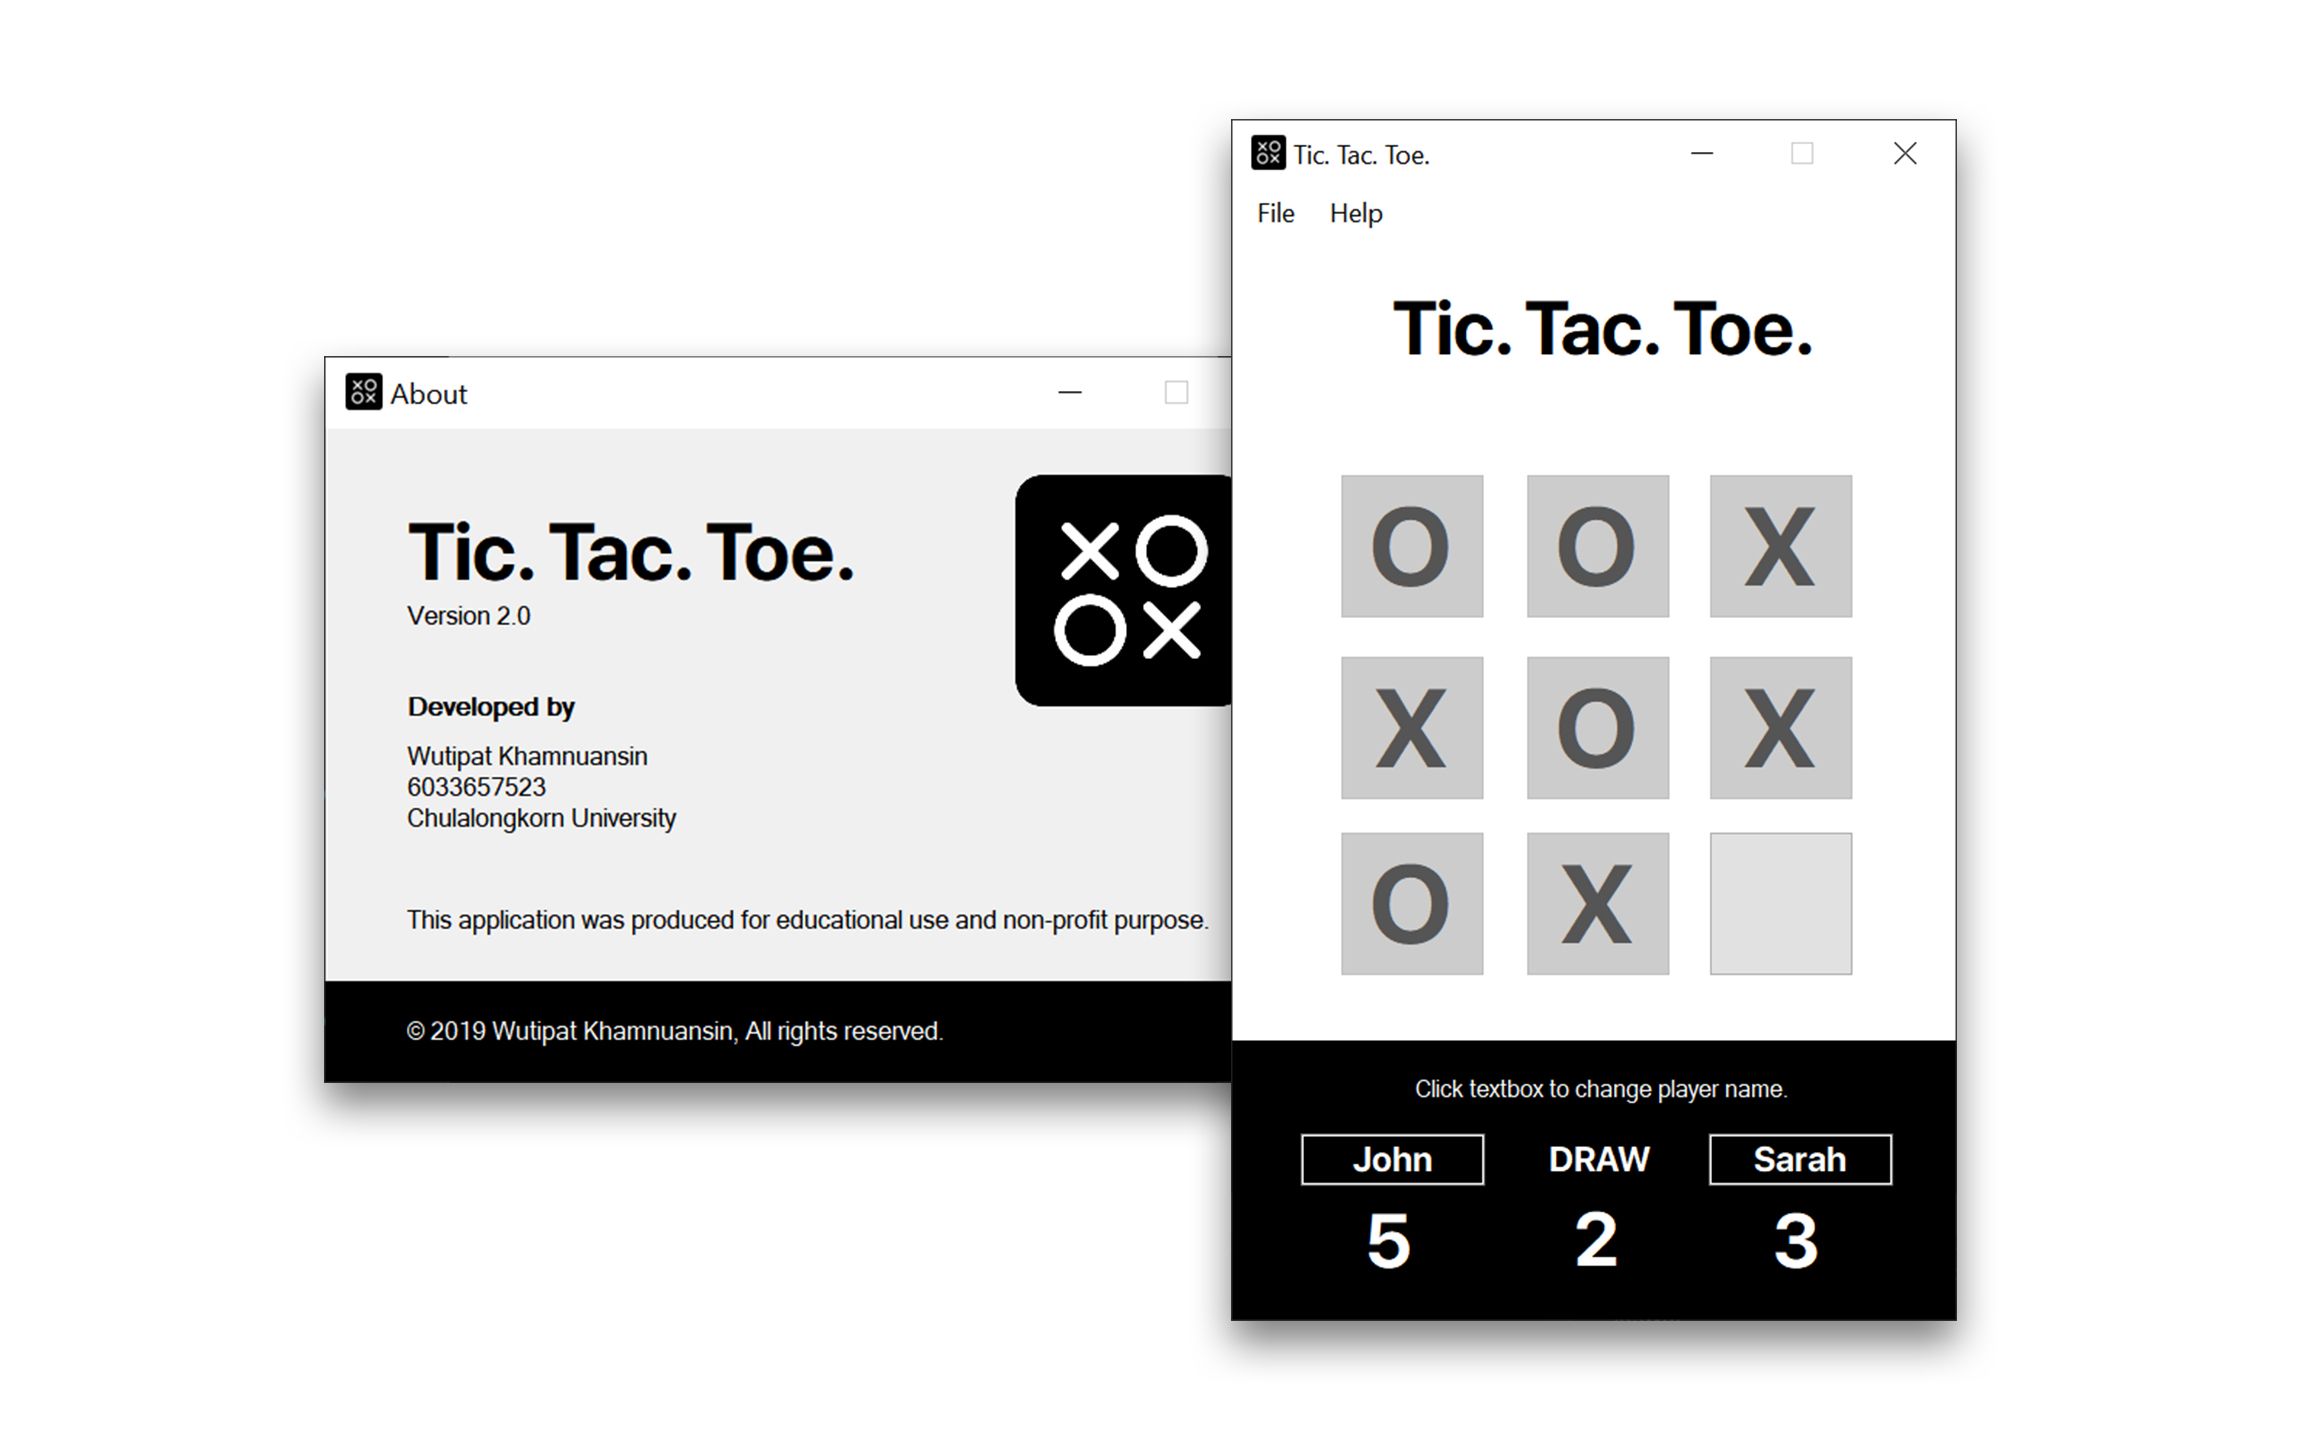 About
Tic. Tac. Toe.
Version 2.0
Developed by
Wutipat Khamnuansin
6033657523
Chulalongkorn University
This application was produced for educational use and non-profit purpose.
© 2019 Wutipat Khamnuansin, All rights reserved.
XO
OX
Tic. Tac. Toe.
File Help
Tic. Tac. Toe.
O O X
X O X
O X
Click textbox to change player name.
John DRAW Sarah
5 2 3